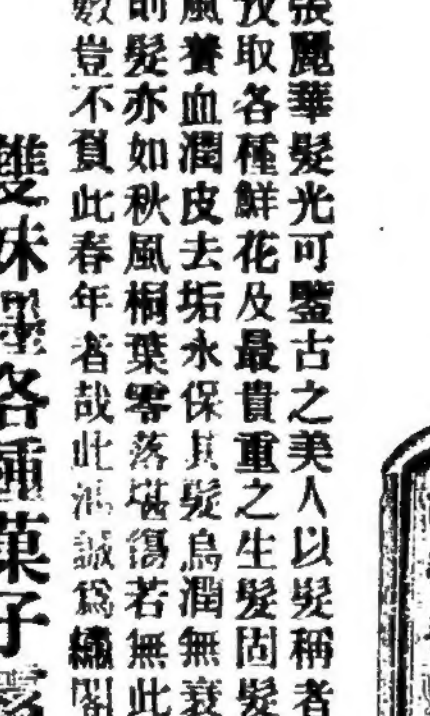 張麗華髮光可鑒古之美人以髮稱者
取各種鮮花及最貴重之生髮固髮
風養血潤皮去垢永保其髮烏潤無衰
則髮亦如秋風桐葉零落堪傷若無此
數豈不負此春年者哉此 誠爲繡閣
雙妹嚜各種菓子